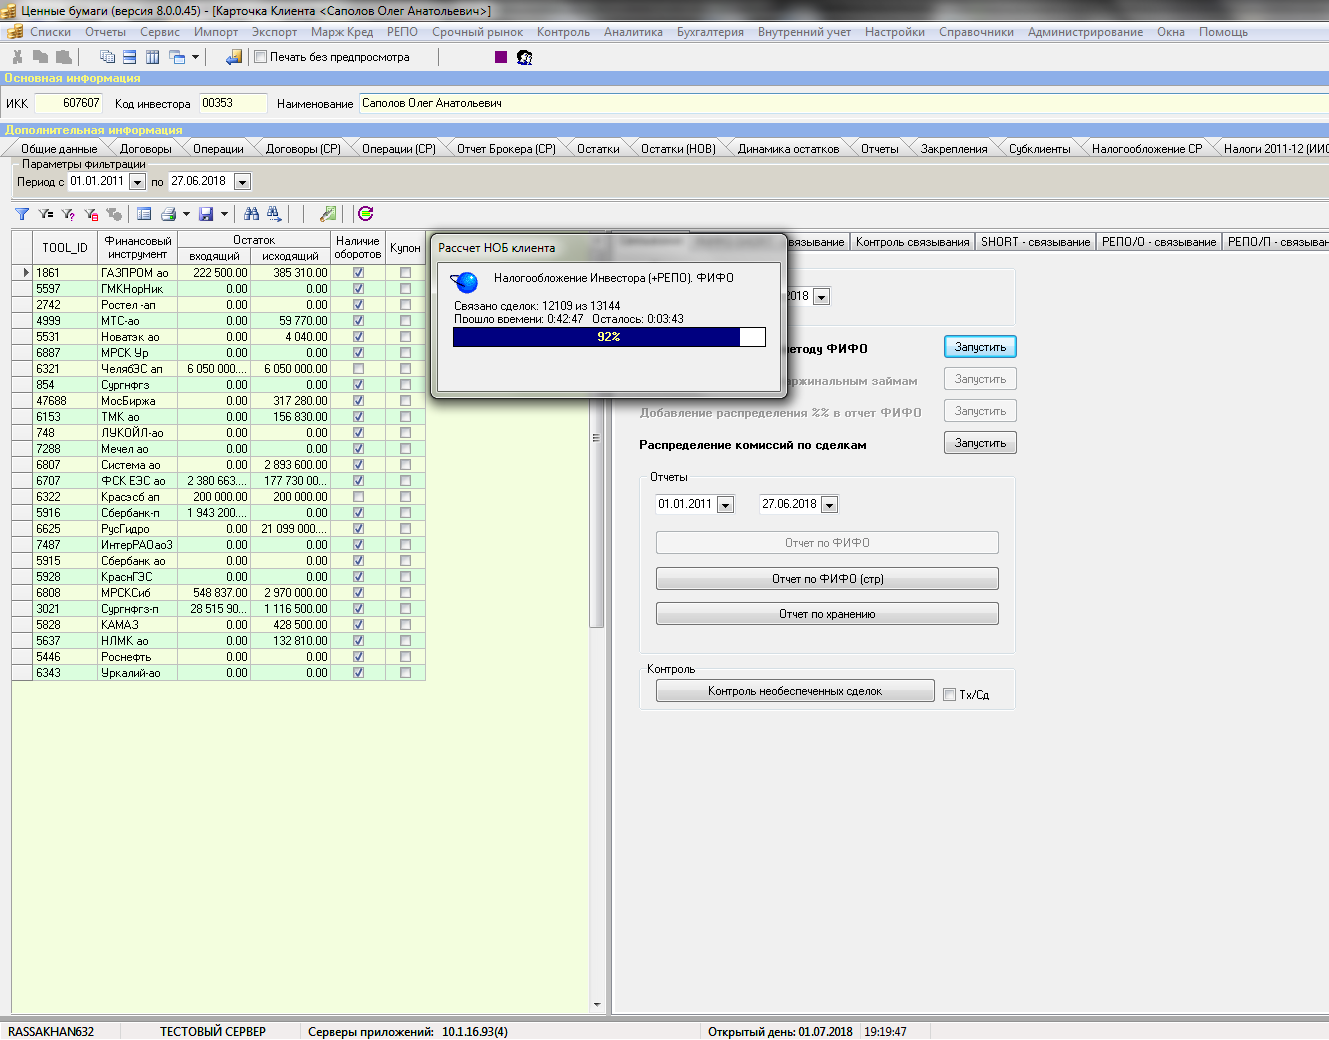 Ценные бумаги (версия 8.0.0.45) - [Карточка Клиента <Саполов Олег Анатольевич>]
Списки Отчеты Сервис Импорт Экспорт Марж Кред РЕПО Срочный рынок Контроль Аналитика Бухгалтерия Внутренний учет Настройки Справочники Администрирование Окна Помощь
Печать без предпросмотра
Основная информация
ИКК 607607 Код инвестора 00353 Наименование Саполов Олег Анатольевич
Дополнительная информация
Общие данные Договоры Операции Договоры (СР) Операции (СР) Отчет Брокера (СР) Остатки Остатки (НОВ) Динамика остатков Отчеты Закрепления Субклиенты Налогообложение СР Налоги 2011-12 (ИИС
Параметры фильтрации
Период с 01.01.2011 по 27.06.2018
TOOL_ID Финансовый инструмент Остаток входящий исходящий Наличие оборотов Купон
1861 ГАЗПРОМ ао 222 500.00 385 310.00
5597 ГМКНорНик 0.00 0.00
2742 Ростел -ап 0.00 0.00
4999 МТС-ао 0.00 59 770.00
5531 Новатэк ао 0.00 4 040.00
6887 МРСК Ур 0.00 0.00
6321 ЧелябЭС ап 6 050 000.... 6 050 000.00
854 Сургнфгз 0.00 0.00
47688 МосБиржа 0.00 317 280.00
6153 ТМК ао 0.00 156 830.00
748 ЛУКОЙЛ-ао 0.00 0.00
7288 Мечел ао 0.00 0.00
6807 Система ао 0.00 2 893 600.00
6707 ФСК ЕЭС ао 2 380 663.... 177 730 00...
6322 Красэсб ап 200 000.00 200 000.00
5916 Сбербанк-п 1 943 200.... 0.00
6625 РусГидро 0.00 21 099 000....
7487 ИнтерРАОаоЗ 0.00 0.00
5915 Сбербанк ао 0.00 0.00
5928 КраснГЭС 0.00 0.00
6808 МРСКСиб 548 837.00 2 970 000.00
3021 Сургнфгз-п 28 515 90... 1 116 500.00
5828 КАМАЗ 0.00 428 500.00
5637 НЛМК ао 0.00 132 810.00
5446 Роснефть 0.00 0.00
6343 Уркалий-ао 0.00 0.00
Рассчет НОБ клиента
Налогообложение Инвестора (+РЕПО). ФИФО
Связано сделок: 12109 из 13144
Прошло времени: 0:42:47 Осталось: 0:03:43
92%
связывание Контроль связывания SHORT - связывание РЕПО/О - связывание РЕПО/П - связыван
методу ФИФО Запустить
Запустить
Добавление распределения %% в отчет ФИФО Запустить
Распределение комиссий по сделкам Запустить
Отчеты
01.01.2011 27.06.2018
Отчет по ФИФО
Отчет по ФИФО (стр)
Отчет по хранению
Контроль
Контроль необеспеченных сделок Тх/Сд
RASSAKHAN632 ТЕСТОВЫЙ СЕРВЕР Серверы приложений: 10.1.16.93(4) Открытый день: 01.07.2018 19:19:47